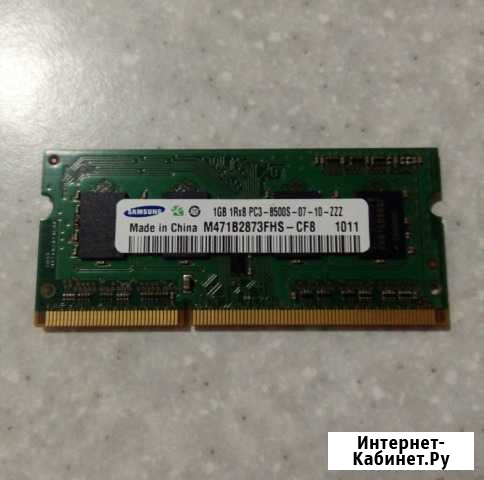 SAMSUNG 1GB 1Rx8 PC3-8500S-07-10-ZZZ
Made in China M471B2873FHS-CF8 1011
Интернет-
Кабинет.Ру